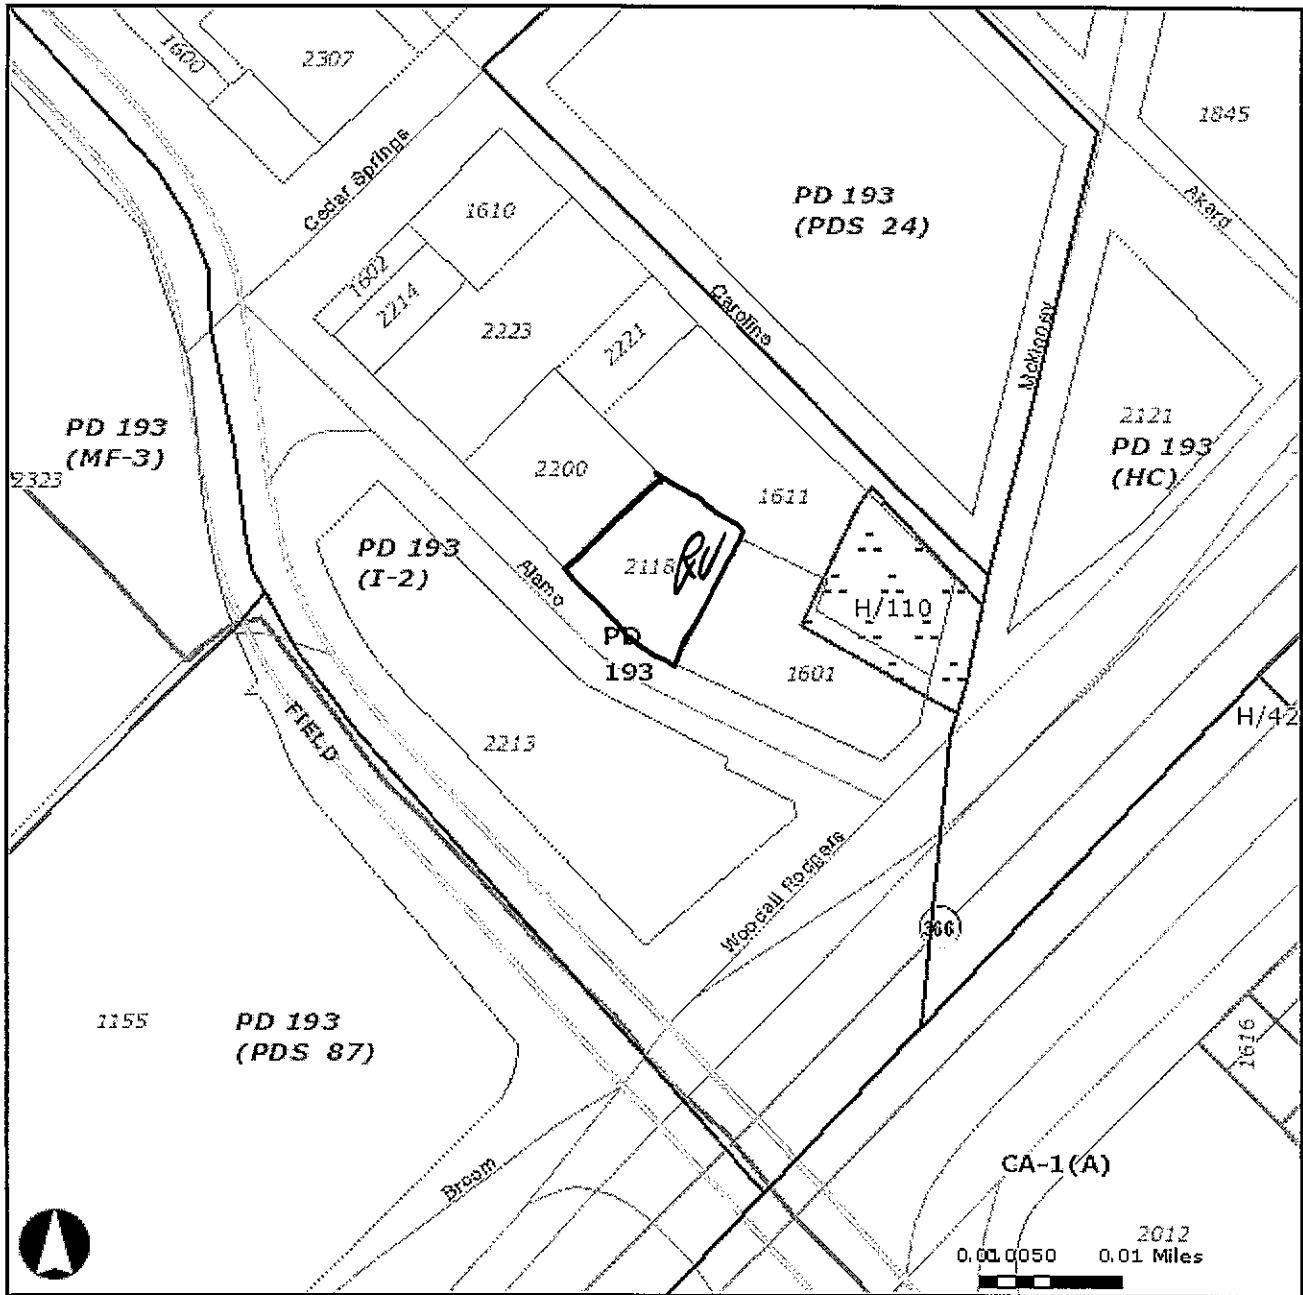 1600
2307
1845
Cedar Springs
Akard
PD 193
(PDS 24)
1610
1602
2214
2223
2221
Caroline
Mckinney
PD 193
(MF-3)
2323
2121
PD 193
(HC)
2200
1611
PD 193
(I-2)
Alamo
2118
H/110
PD
193
1601
FIELD
2213
H/42
Woodall Rodgers
366
1155
PD 193
(PDS 87)
1616
Broom
CA-1(A)
2012
0.01 Miles